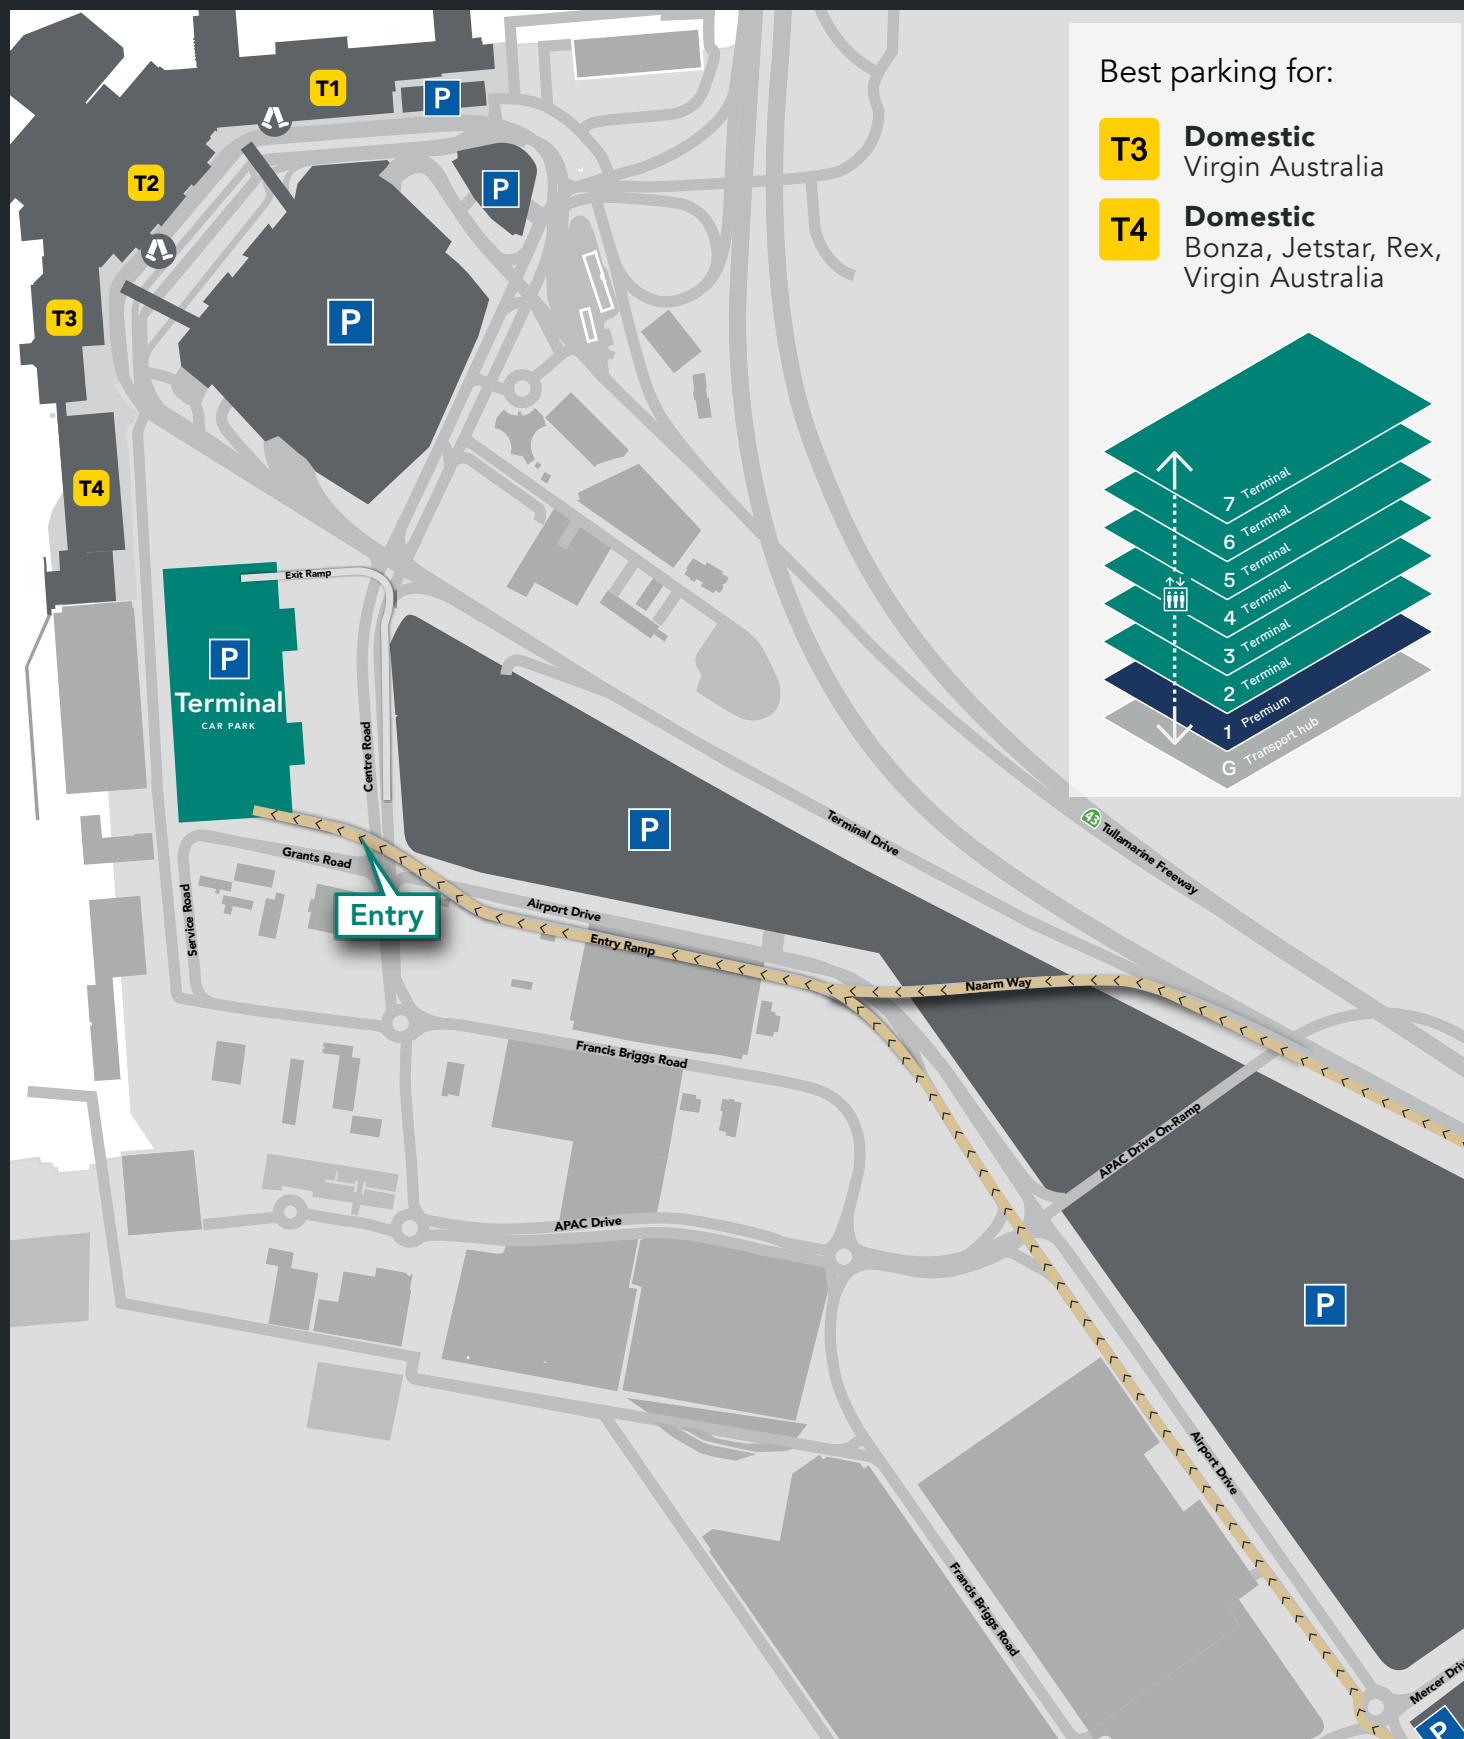 Best parking for:
T3
Domestic
Virgin Australia
T4
Domestic
Bonza, Jetstar, Rex,
Virgin Australia
7 Terminal
6 Terminal
5 Terminal
4 Terminal
3 Terminal
2 Terminal
1 Premium
G Transport hub
T1
P
T2
P
T3
P
T4
Exit Ramp
P
Terminal
CAR PARK
Centre Road
P
Terminal Drive
43 Tullamarine Freeway
Grants Road
Service Road
Entry
Airport Drive
Entry Ramp
Naarm Way
Francis Briggs Road
APAC Drive On-Ramp
APAC Drive
P
Airport Drive
Francis Briggs Road
Mercer Driv
P